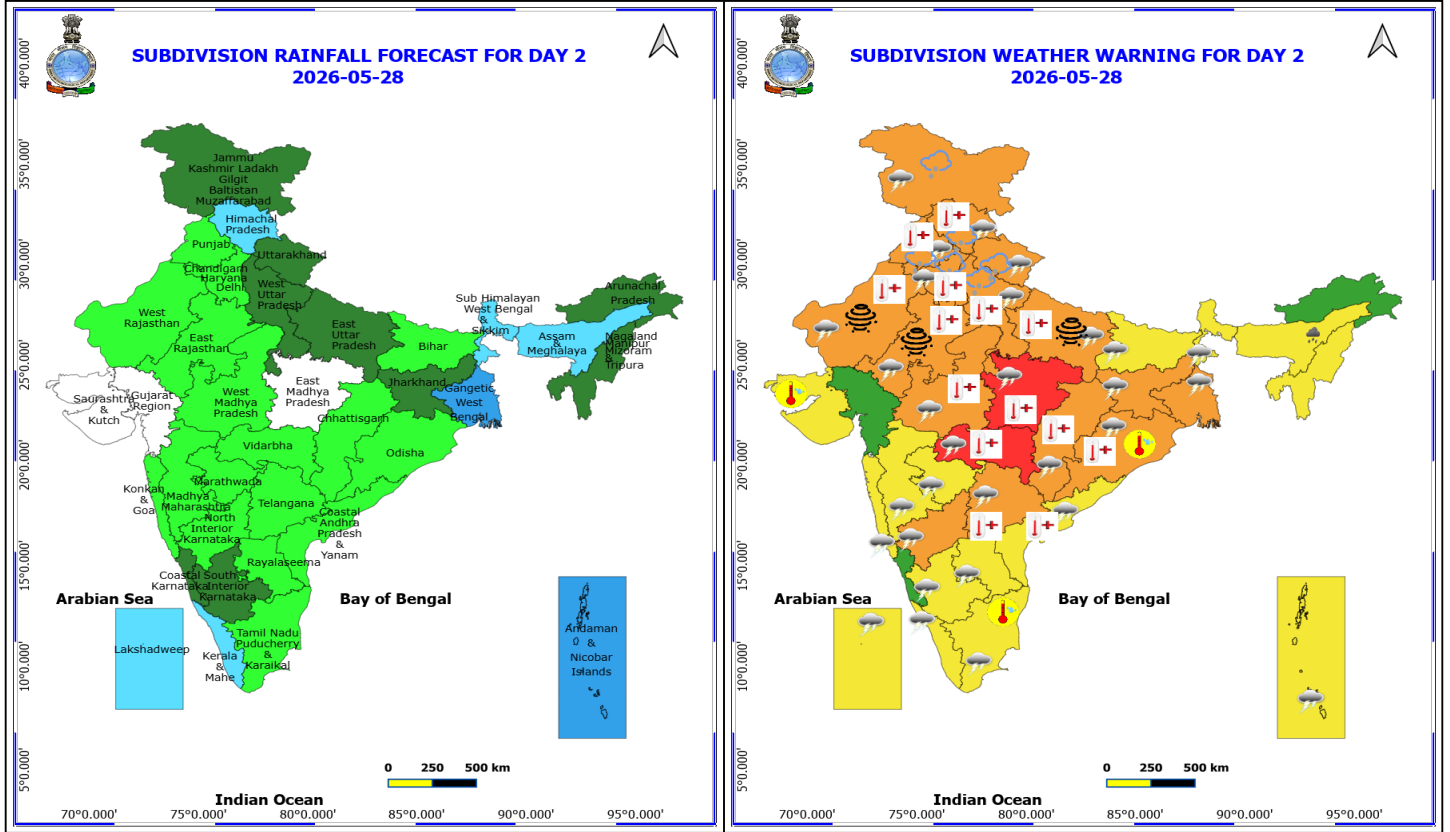 SUBDIVISION RAINFALL FORECAST FOR DAY 2
2026-05-28
40°0.000'
35°0.000'
30°0.000'
25°0.000'
20°0.000'
15°0.000'
10°0.000'
5°0.000'
Jammu
Kashmir Ladakh
Gilgit
Baltistan
Muzaffarabad
Himachal
Pradesh
Punjab
Uttarakhand
Chandigarh
Haryana
Delhi
West
Uttar
Pradesh
West
Rajasthan
East
Rajasthan
East
Uttar
Pradesh
Bihar
Sub Himalayan
West Bengal
&
Sikkim
Arunachal
Pradesh
Assam
&
Meghalaya
Nagaland
Manipur
Mizoram
&
Tripura
Saurashtra
&
Kutch
Gujarat
Region
West
Madhya
Pradesh
East
Madhya
Pradesh
Jharkhand
Gangetic
West
Bengal
Chhattisgarh
Vidarbha
Odisha
Konkan
&
Goa
Marathwada
Madhya
Maharashtra
North
Interior
Karnataka
Telangana
Coastal
Andhra
Pradesh
&
Yanam
Rayalaseema
Coastal
Karnataka
South
Interior
Karnataka
Arabian Sea
Bay of Bengal
Lakshadweep
Kerala
&
Mahe
Tamil Nadu
Puducherry
&
Karaikal
Andaman
&
Nicobar
Islands
0 250 500 km
Indian Ocean
70°0.000' 75°0.000' 80°0.000' 85°0.000' 90°0.000' 95°0.000'
SUBDIVISION WEATHER WARNING FOR DAY 2
2026-05-28
40°0.000'
35°0.000'
30°0.000'
25°0.000'
20°0.000'
15°0.000'
10°0.000'
5°0.000'
Arabian Sea
Bay of Bengal
0 250 500 km
Indian Ocean
70°0.000' 75°0.000' 80°0.000' 85°0.000' 90°0.000' 95°0.000'